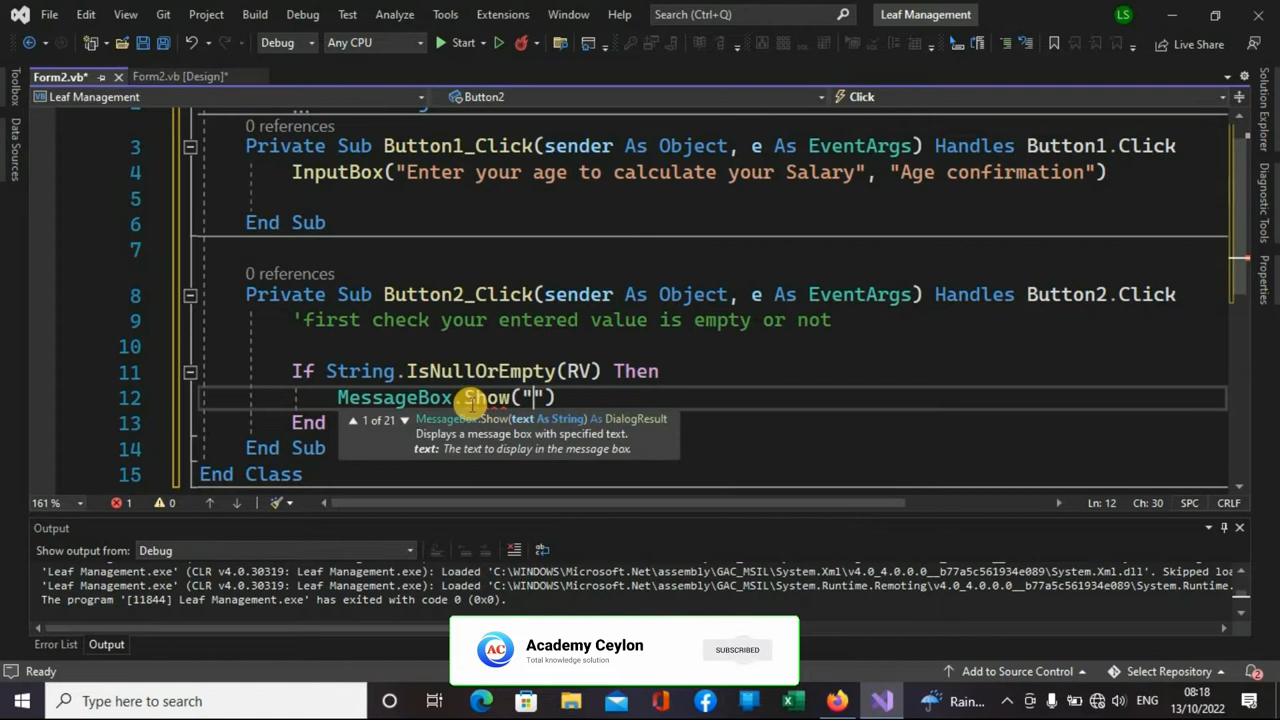 File Edit View Git Project Build Debug Test Analyze Tools Extensions Window Help Search (Ctrl+Q) Leaf Management LS
Debug Any CPU Start Live Share
Form2.vb* Form2.vb [Design]*
Leaf Management Button2 Click
Toolbox
Data Sources
Solution Explorer
Diagnostic Tools
Properties
0 references
3 Private Sub Button1_Click(sender As Object, e As EventArgs) Handles Button1.Click
4 InputBox("Enter your age to calculate your Salary", "Age confirmation")
5
6 End Sub
7
0 references
8 Private Sub Button2_Click(sender As Object, e As EventArgs) Handles Button2.Click
9 'first check your entered value is empty or not
10
11 If String.IsNullOrEmpty(RV) Then
12 MessageBox.Show("")
13 End
1 of 21 MessageBox.Show(text As String) As DialogResult
Displays a message box with specified text.
text: The text to display in the message box.
14 End Sub
15 End Class
161 % 1 0 Ln: 12 Ch: 30 SPC CRLF
Output
Show output from: Debug
'Leaf Management.exe' (CLR v4.0.30319: Leaf Management.exe): Loaded 'C:\WINDOWS\Microsoft.Net\assembly\GAC_MSIL\System.Xml\v4.0_4.0.0.0__b77a5c561934e089\System.Xml.dll'. Skipped loa
'Leaf Management.exe' (CLR v4.0.30319: Leaf Management.exe): Loaded 'C:\WINDOWS\Microsoft.Net\assembly\GAC_MSIL\System.Runtime.Remoting\v4.0_4.0.0.0__b77a5c561934e089\System.Runtime.
The program '[11844] Leaf Management.exe' has exited with code 0 (0x0).
Error List Output
AC
Academy Ceylon
Total knowledge solution
SUBSCRIBED
Ready Add to Source Control Select Repository 2
Type here to search Rain... ENG 08:18
13/10/2022